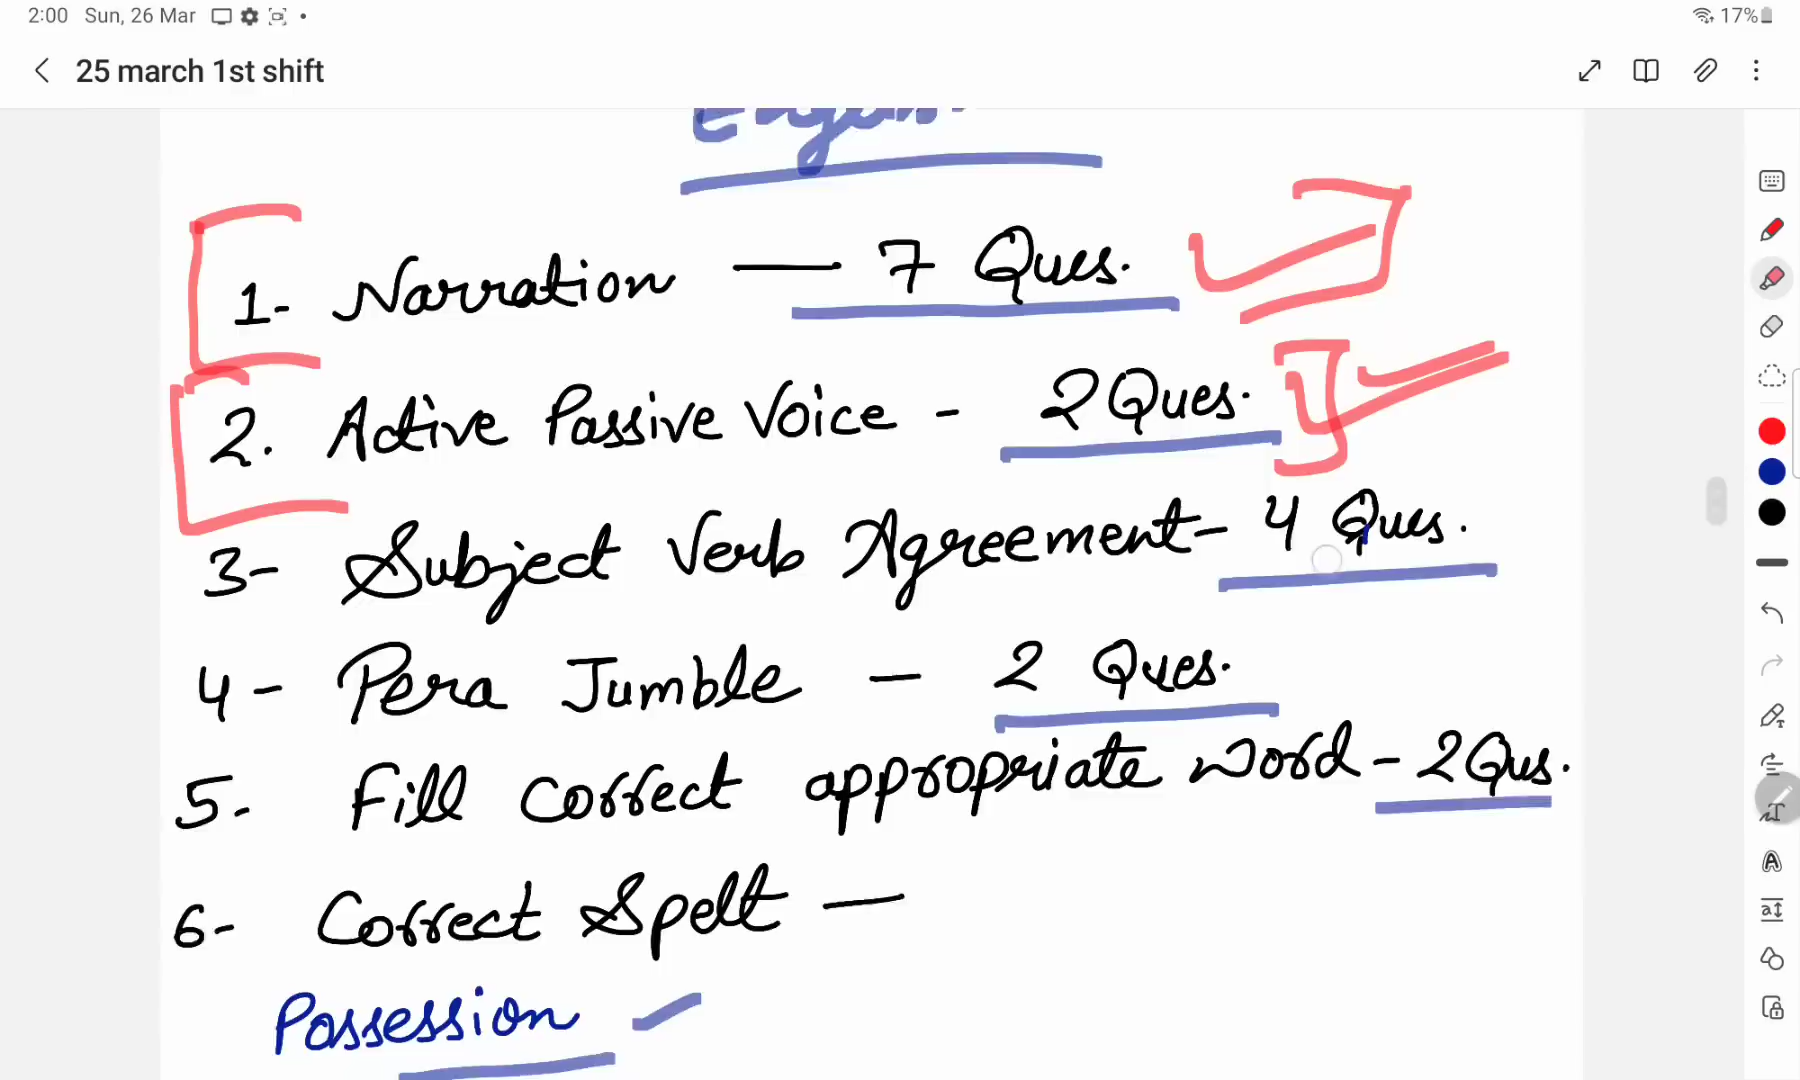 2:00 Sun, 26 Mar 17%
25 march 1st shift
1- Narration — 7 Ques.
2. Active Passive Voice - 2 Ques.
3- Subject Verb Agreement- 4 Ques.
4- Pera Jumble - 2 Ques.
5- Fill Correct appropriate word - 2 Qus.
6- Correct Spelt —
Possession